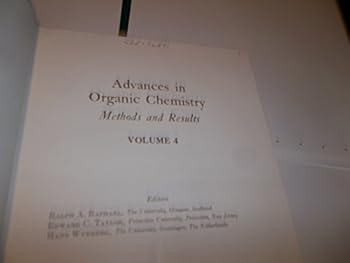 Advances in
Organic Chemistry
Methods and Results
VOLUME 4
Editors
RALPH A. RAPHAEL, The University, Glasgow, Scotland
EDWARD C. TAYLOR, Princeton University, Princeton, New Jersey
HANS WYNBERG, The University, Groningen, The Netherlands